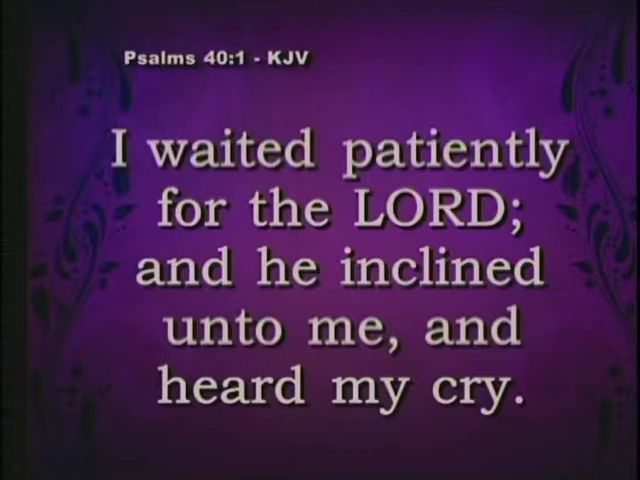 Psalms 40:1 - KJV
I waited patiently
for the LORD;
and he inclined
unto me, and
heard my cry.